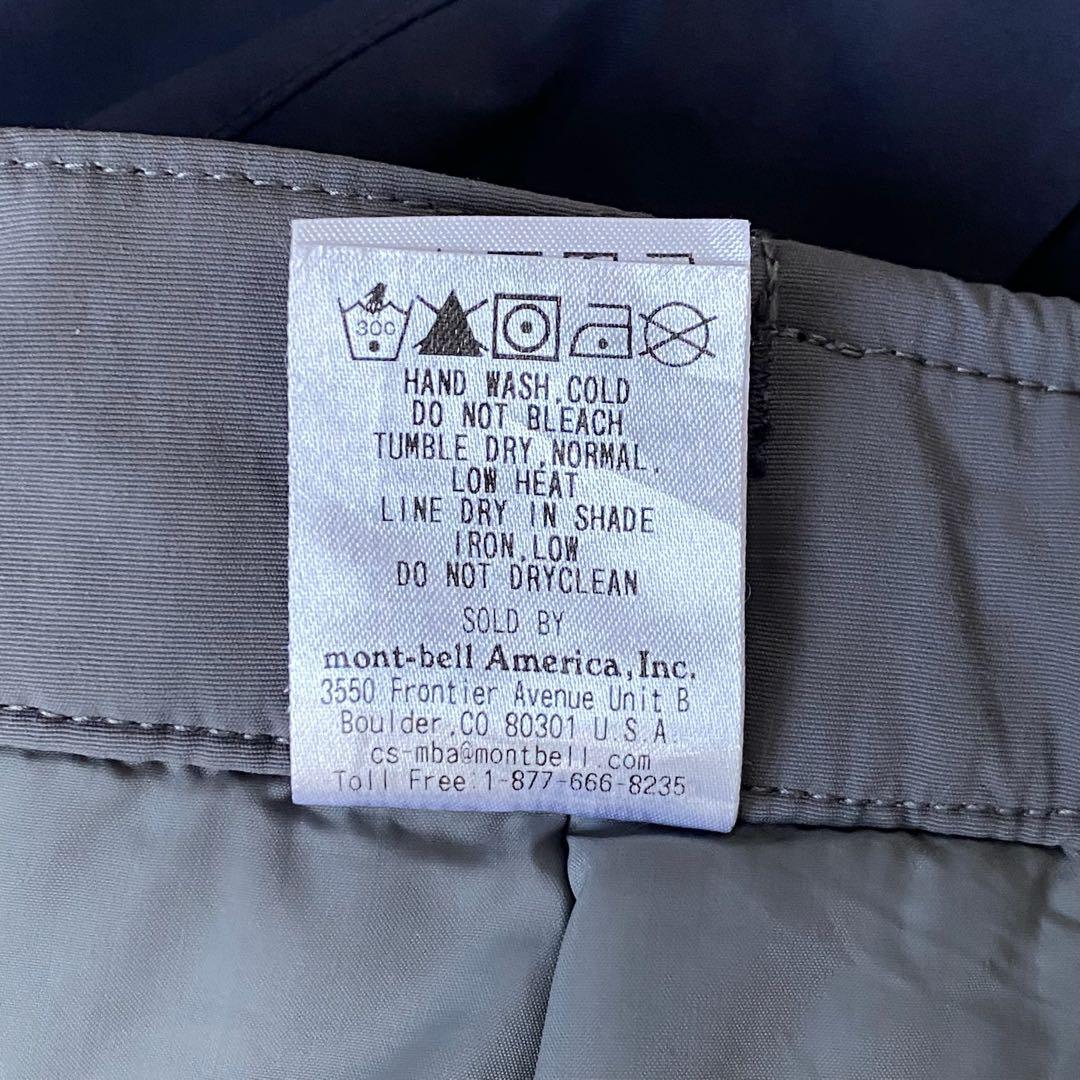 30C
HAND WASH,COLD
DO NOT BLEACH
TUMBLE DRY,NORMAL,
LOW HEAT
LINE DRY IN SHADE
IRON,LOW
DO NOT DRYCLEAN
SOLD BY
mont-bell America,Inc.
3550 Frontier Avenue Unit B
Boulder,CO 80301 U.S.A.
cs-mba@montbell.com
Toll Free:1-877-666-8235